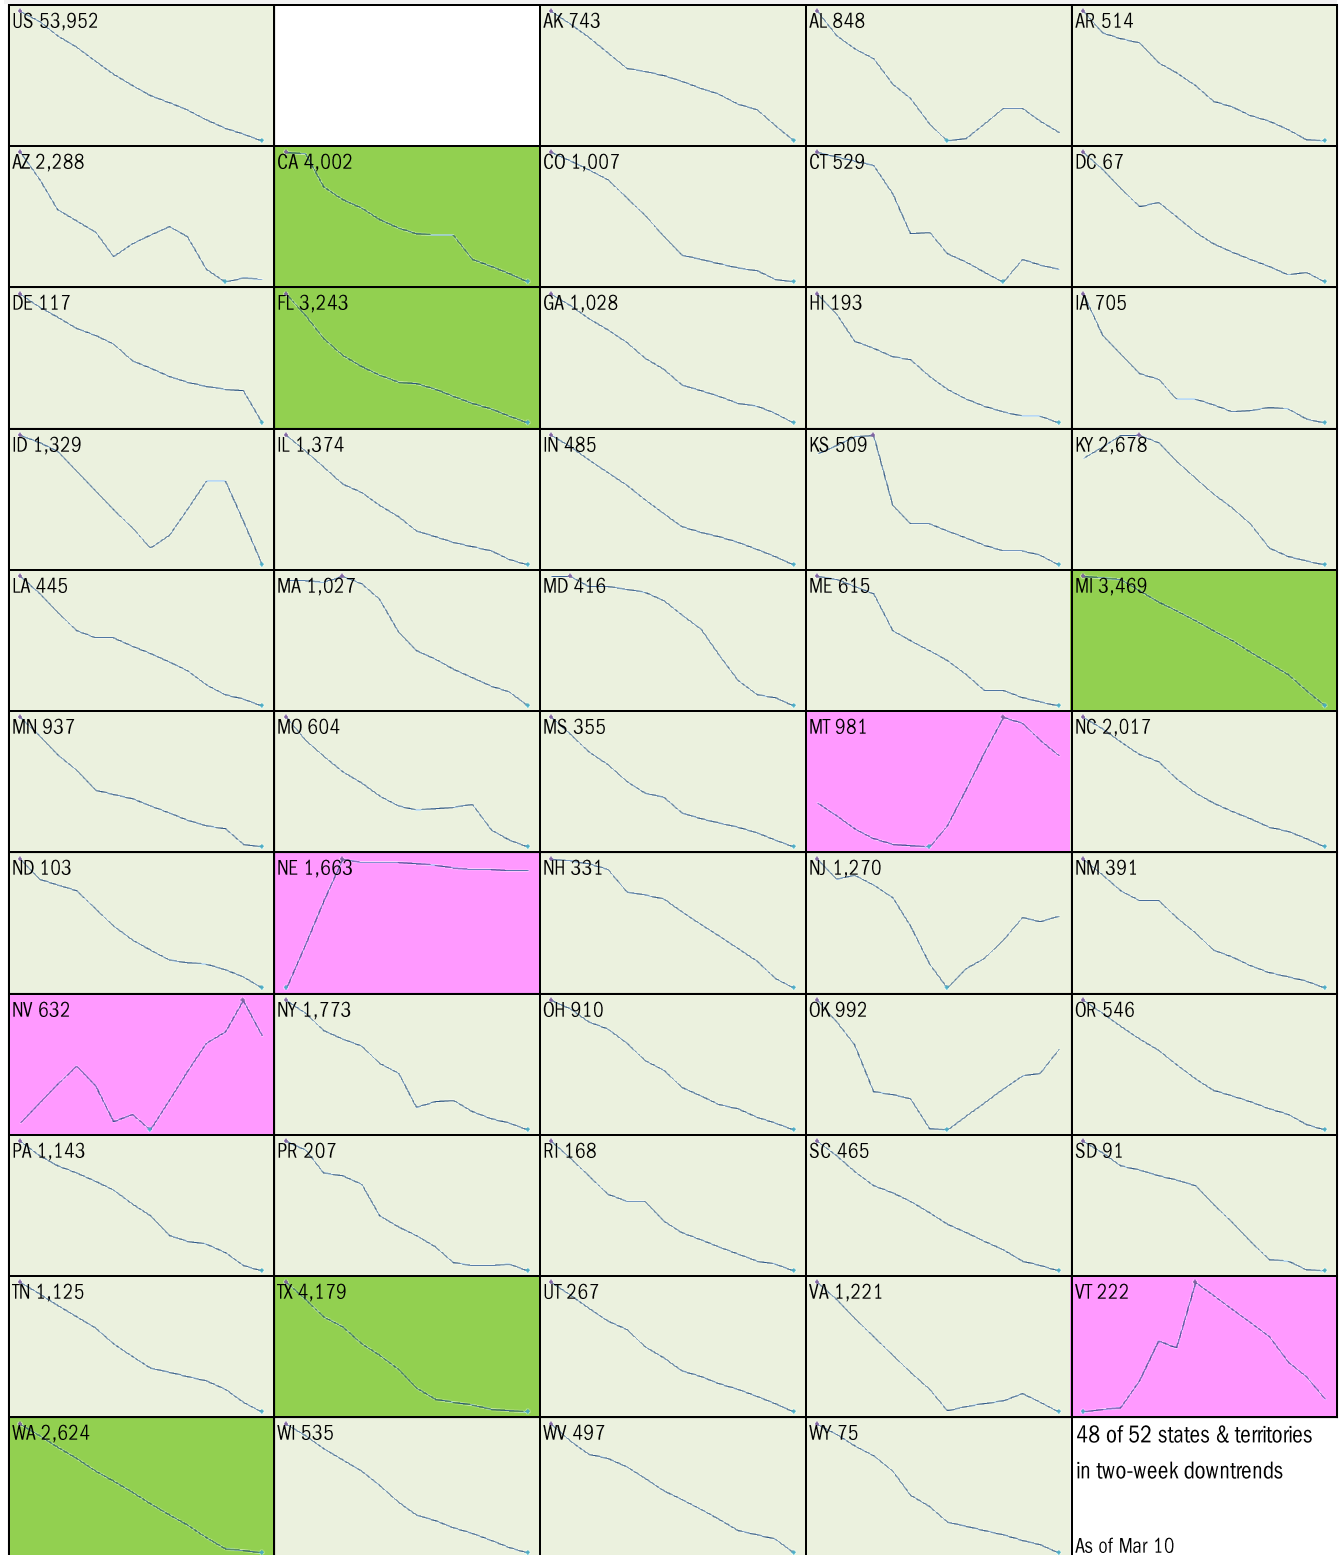 US 53,952
AK 743
AL 848
AR 514
AZ 2,288
CA 4,002
CO 1,007
CT 529
DC 67
DE 117
FL 3,243
GA 1,028
HI 193
IA 705
ID 1,329
IL 1,374
IN 485
KS 509
KY 2,678
LA 445
MA 1,027
MD 416
ME 615
MI 3,469
MN 937
MO 604
MS 355
MT 981
NC 2,017
ND 103
NE 1,663
NH 331
NJ 1,270
NM 391
NV 632
NY 1,773
OH 910
OK 992
OR 546
PA 1,143
PR 207
RI 168
SC 465
SD 91
TN 1,125
TX 4,179
UT 267
VA 1,221
VT 222
WA 2,624
WI 535
WV 497
WY 75
48 of 52 states & territories
in two-week downtrends
As of Mar 10